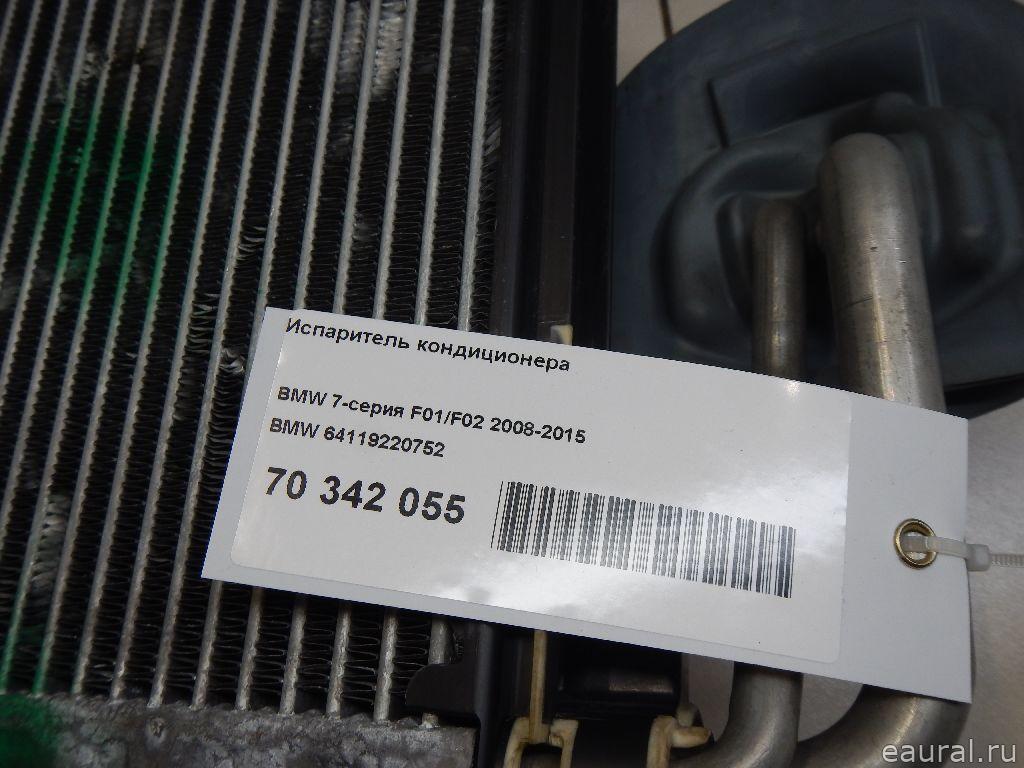 Испаритель кондиционера
BMW 7-серия F01/F02 2008-2015
BMW 64119220752
70 342 055
eaural.ru